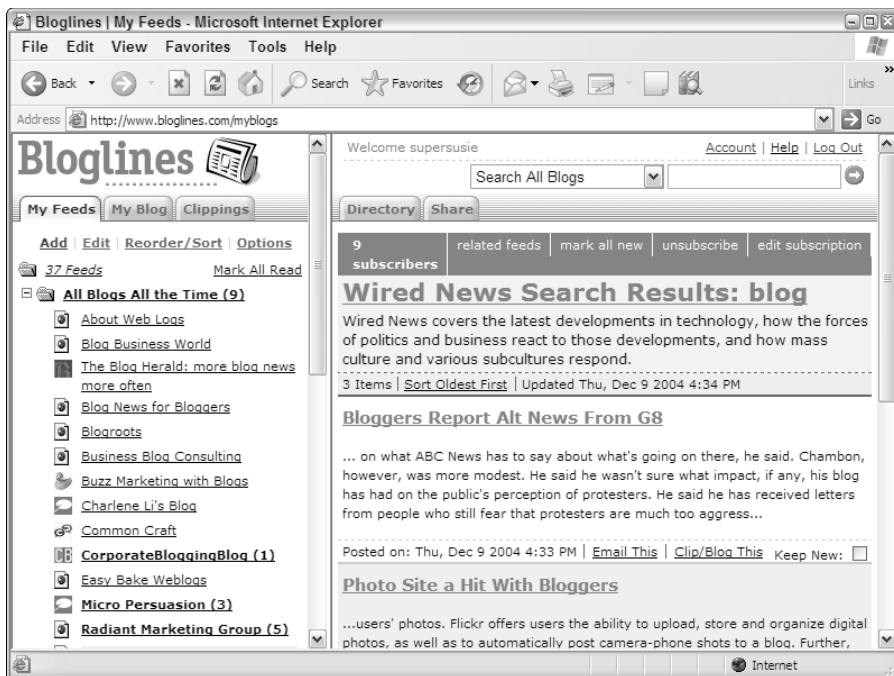 Bloglines | My Feeds - Microsoft Internet Explorer
File Edit View Favorites Tools Help
Back Search Favorites Links »
Address http://www.bloglines.com/myblogs Go
Bloglines
My Feeds My Blog Clippings
Add | Edit | Reorder/Sort | Options
37 Feeds Mark All Read
All Blogs All the Time (9)
About Web Logs
Blog Business World
The Blog Herald: more blog news
more often
Blog News for Bloggers
Blogroots
Business Blog Consulting
Buzz Marketing with Blogs
Charlene Li's Blog
Common Craft
CorporateBloggingBlog (1)
Easy Bake Weblogs
Micro Persuasion (3)
Radiant Marketing Group (5)
Welcome supersusie Account | Help | Log Out
Search All Blogs
Directory Share
9 related feeds | mark all new | unsubscribe | edit subscription
subscribers
Wired News Search Results: blog
Wired News covers the latest developments in technology, how the forces
of politics and business react to those developments, and how mass
culture and various subcultures respond.
3 Items | Sort Oldest First | Updated Thu, Dec 9 2004 4:34 PM
Bloggers Report Alt News From G8
... on what ABC News has to say about what's going on there, he said. Chambon,
however, was more modest. He said he wasn't sure what impact, if any, his blog
has had on the public's perception of protesters. He said he has received letters
from people who still fear that protesters are much too aggress...
Posted on: Thu, Dec 9 2004 4:33 PM | Email This | Clip/Blog This Keep New:
Photo Site a Hit With Bloggers
...users' photos. Flickr offers users the ability to upload, store and organize digital
photos, as well as to automatically post camera-phone shots to a blog. Further,
Internet